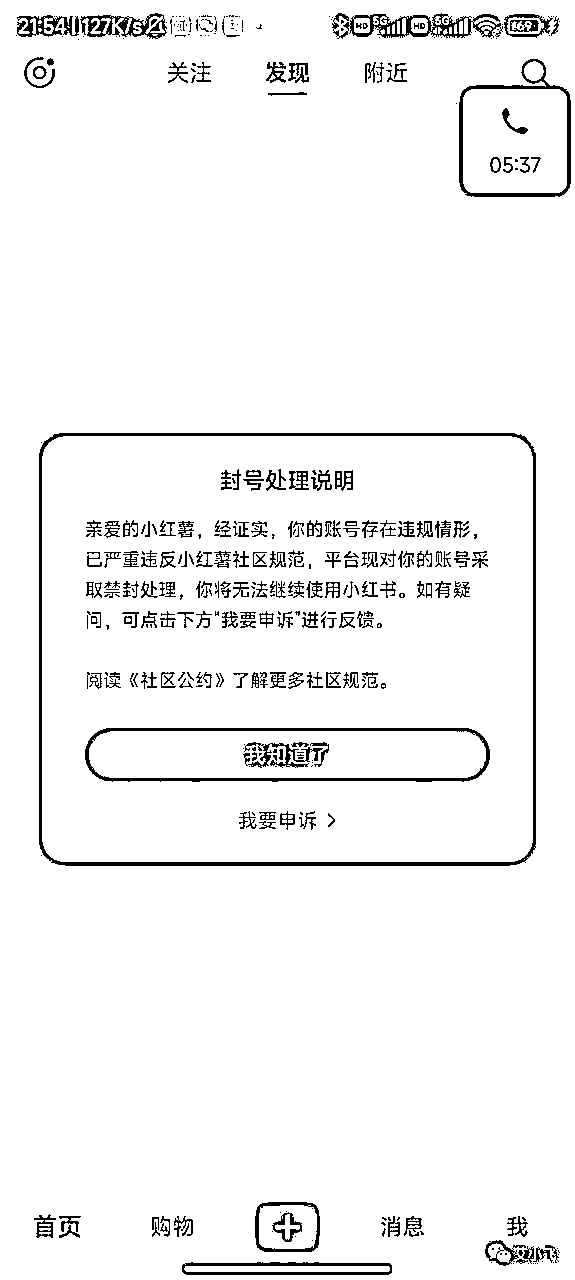 21:54 127K/s
关注 发现 附近
05:37
封号处理说明
亲爱的小红薯，经证实，你的账号存在违规情形，
已严重违反小红薯社区规范，平台现对你的账号采
取禁封处理，你将无法继续使用小红书。如有疑
问，可点击下方“我要申诉”进行反馈。
阅读《社区公约》了解更多社区规范。
我知道了
我要申诉 >
首页 购物 消息 我